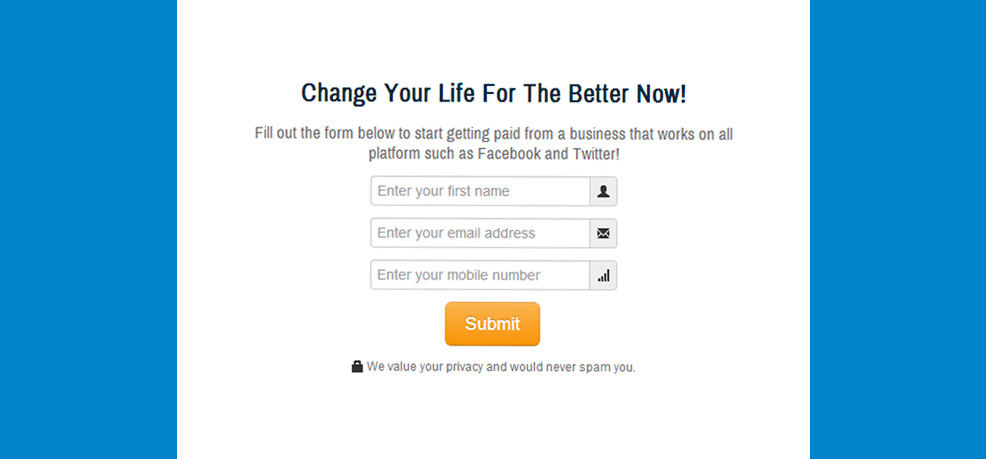 Change Your Life For The Better Now!
Fill out the form below to start getting paid from a business that works on all
platform such as Facebook and Twitter!
Enter your first name
Enter your email address
Enter your mobile number
Submit
We value your privacy and would never spam you.